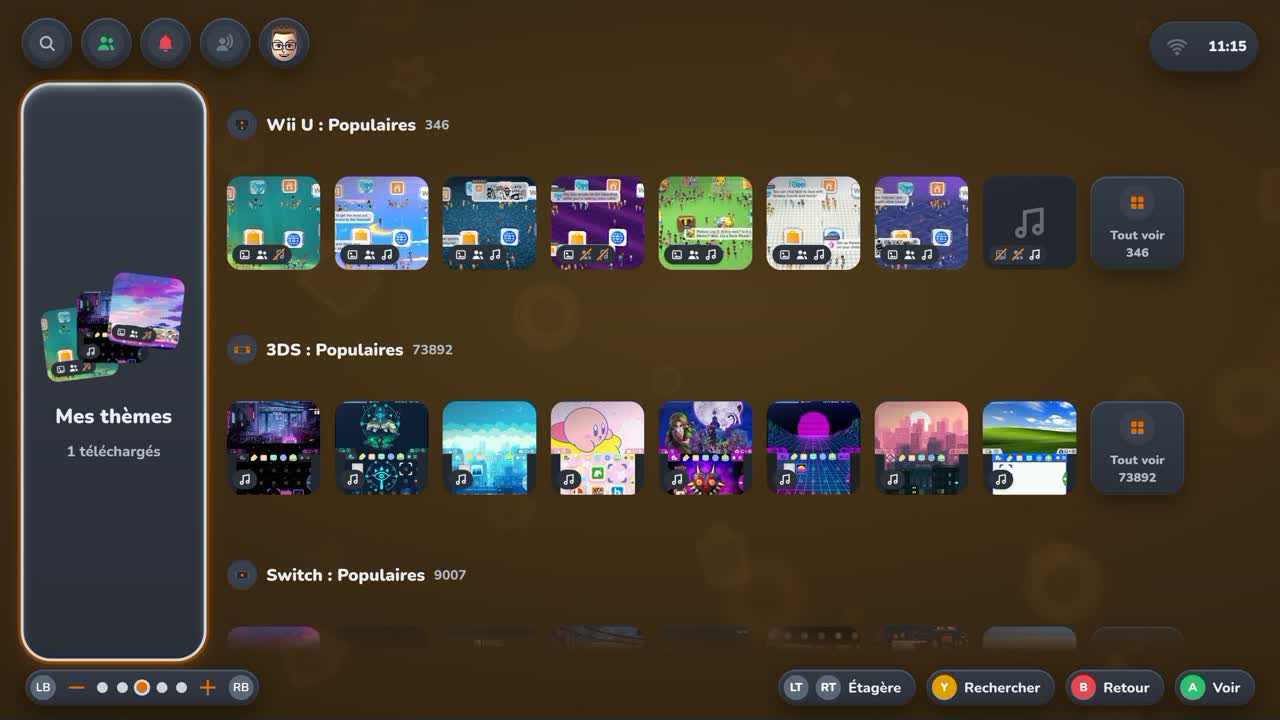 11:15
Wii U : Populaires 346
Tout voir
346
Mes thèmes
1 téléchargés
3DS : Populaires 73892
Tout voir
73892
Switch : Populaires 9007
LB
RB
LT RT Étagère
Y Rechercher
B Retour
A Voir